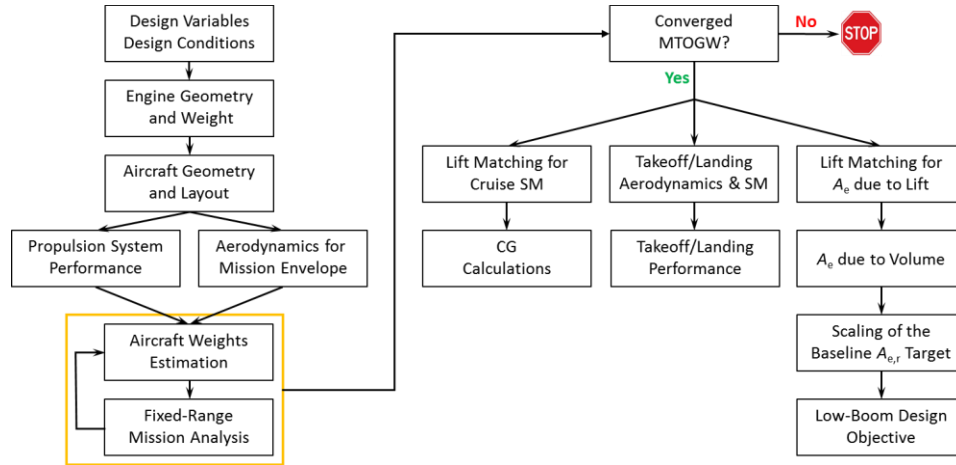 Design Variables
Design Conditions
Engine Geometry
and Weight
Aircraft Geometry
and Layout
Propulsion System
Performance
Aerodynamics for
Mission Envelope
Aircraft Weights
Estimation
Fixed-Range
Mission Analysis
Converged
MTOGW?
No
STOP
Yes
Lift Matching for
Cruise SM
CG
Calculations
Takeoff/Landing
Aerodynamics & SM
Takeoff/Landing
Performance
Lift Matching for
Ae due to Lift
Ae due to Volume
Scaling of the
Baseline Ae,r Target
Low-Boom Design
Objective